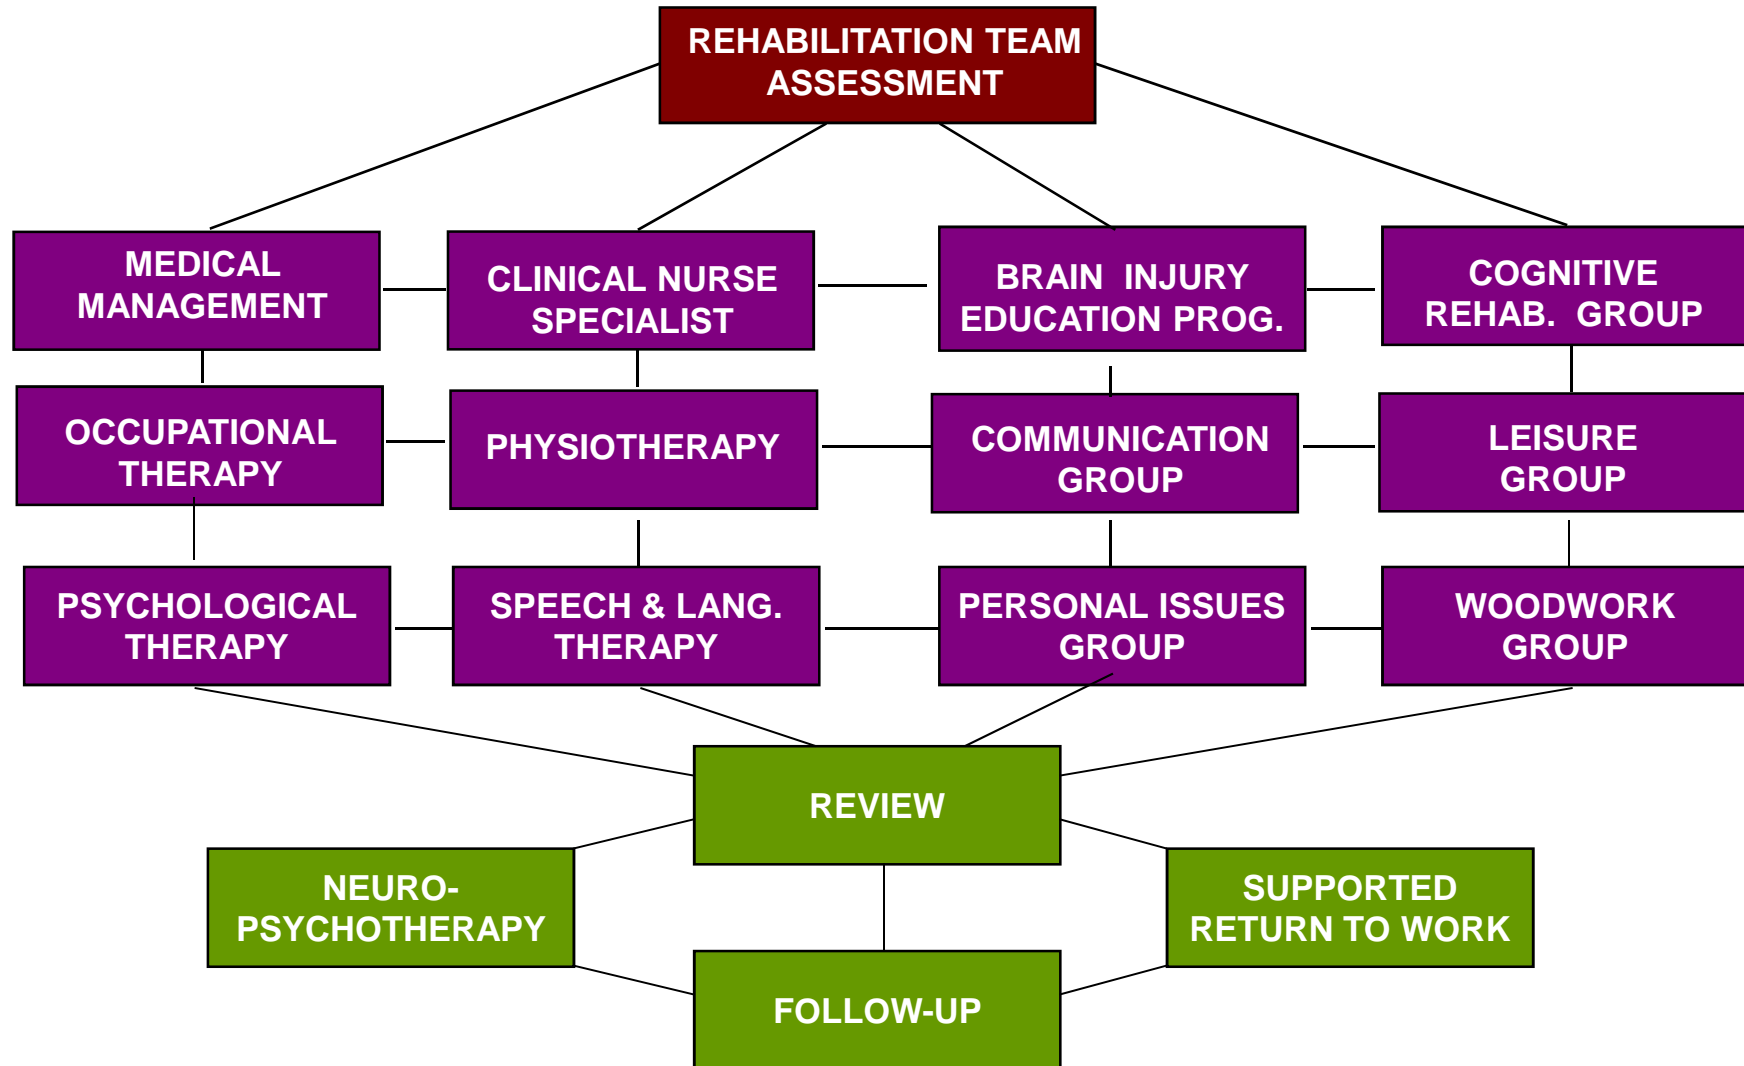 REHABILITATION TEAM
ASSESSMENT
MEDICAL
MANAGEMENT
CLINICAL NURSE
SPECIALIST
BRAIN INJURY
EDUCATION PROG.
COGNITIVE
REHAB. GROUP
OCCUPATIONAL
THERAPY
PHYSIOTHERAPY
COMMUNICATION
GROUP
LEISURE
GROUP
PSYCHOLOGICAL
THERAPY
SPEECH & LANG.
THERAPY
PERSONAL ISSUES
GROUP
WOODWORK
GROUP
REVIEW
NEURO-
PSYCHOTHERAPY
SUPPORTED
RETURN TO WORK
FOLLOW-UP